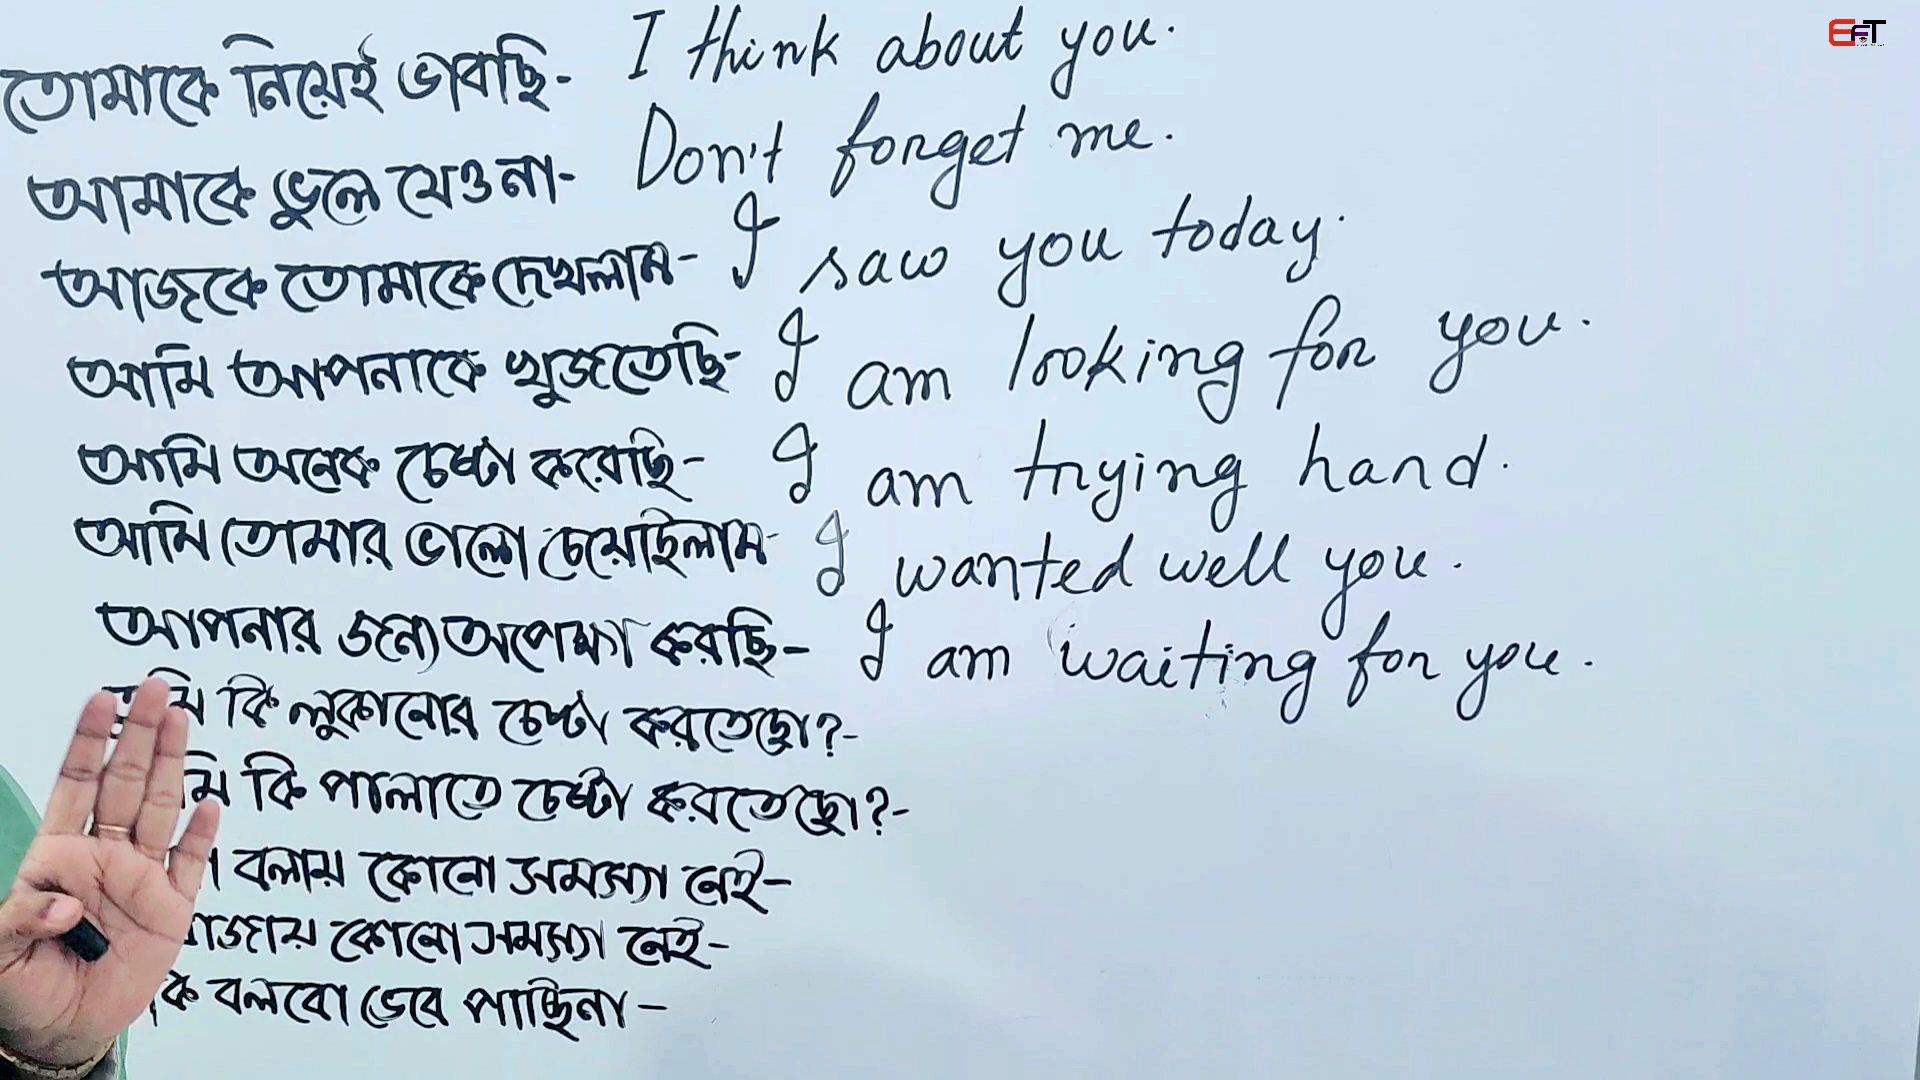 EFT
তোমাকে নিয়েই ভাবছি- I think about you.
আমাকে ভুলে যেওনা- Don't forget me.
আজকে তোমাকে দেখলাম- I saw you today.
আমি আপনাকে খুজতেছি- I am looking for you.
আমি অনেক চেষ্টা করেছি- I am trying hard.
আমি তোমার ভালো চেয়েছিলাম- I wanted well you.
আপনার জন্যে অপেক্ষা করছি- I am waiting for you.
কি লুকানোর চেষ্টা করতেছো?-
কি পালাতে চেষ্টা করতেছো?-
বলায় কোনো সমস্যা নেই-
কোনো সমস্যা নেই-
কি বলবো ভেবে পাচ্ছিনা-